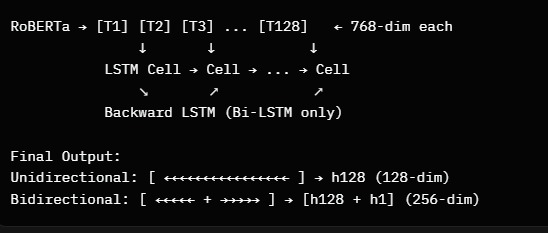 RoBERTa → [T1] [T2] [T3] ... [T128]   ← 768-dim each
↓       ↓            ↓
LSTM Cell → Cell → ... → Cell
↘       ↗            ↗
Backward LSTM (Bi-LSTM only)
Final Output:
Unidirectional: [ ←←←←←←←←←←←←←←←← ] → h128 (128-dim)
Bidirectional: [ ←←←←← + →→→→→ ] → [h128 + h1] (256-dim)